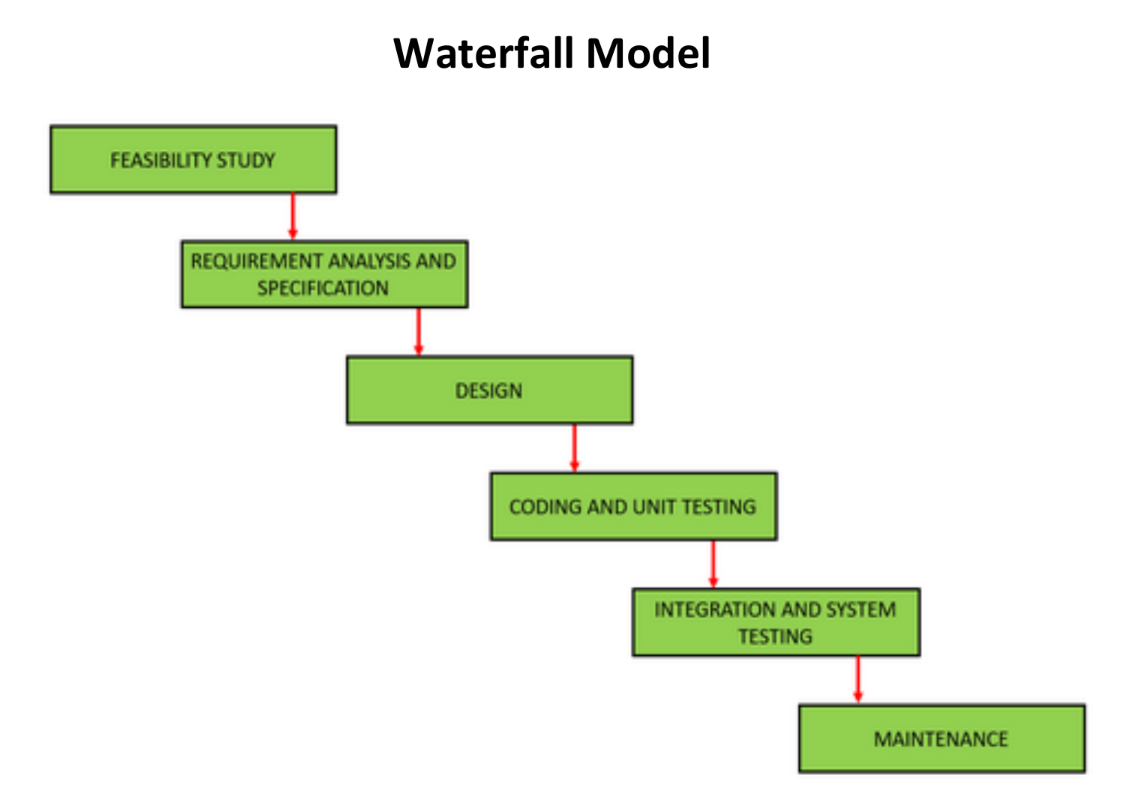 Waterfall Model
FEASIBILITY STUDY
REQUIREMENT ANALYSIS AND
SPECIFICATION
DESIGN
CODING AND UNIT TESTING
INTEGRATION AND SYSTEM
TESTING
MAINTENANCE